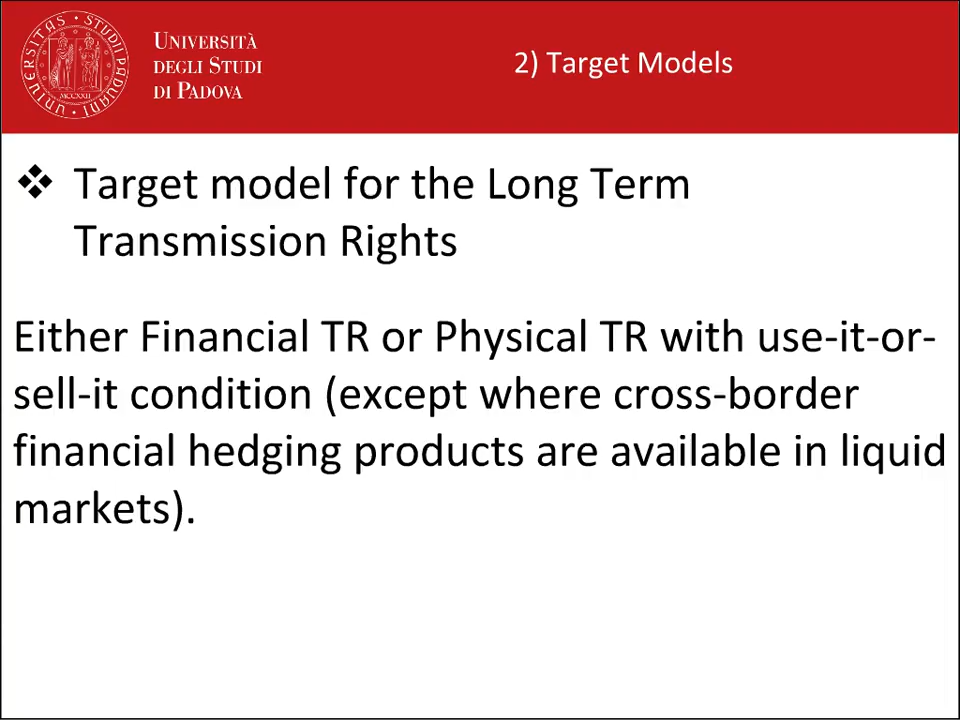 UNIVERSITÀ
DEGLI STUDI
DI PADOVA
2) Target Models
❖ Target model for the Long Term
Transmission Rights
Either Financial TR or Physical TR with use-it-or-
sell-it condition (except where cross-border
financial hedging products are available in liquid
markets).